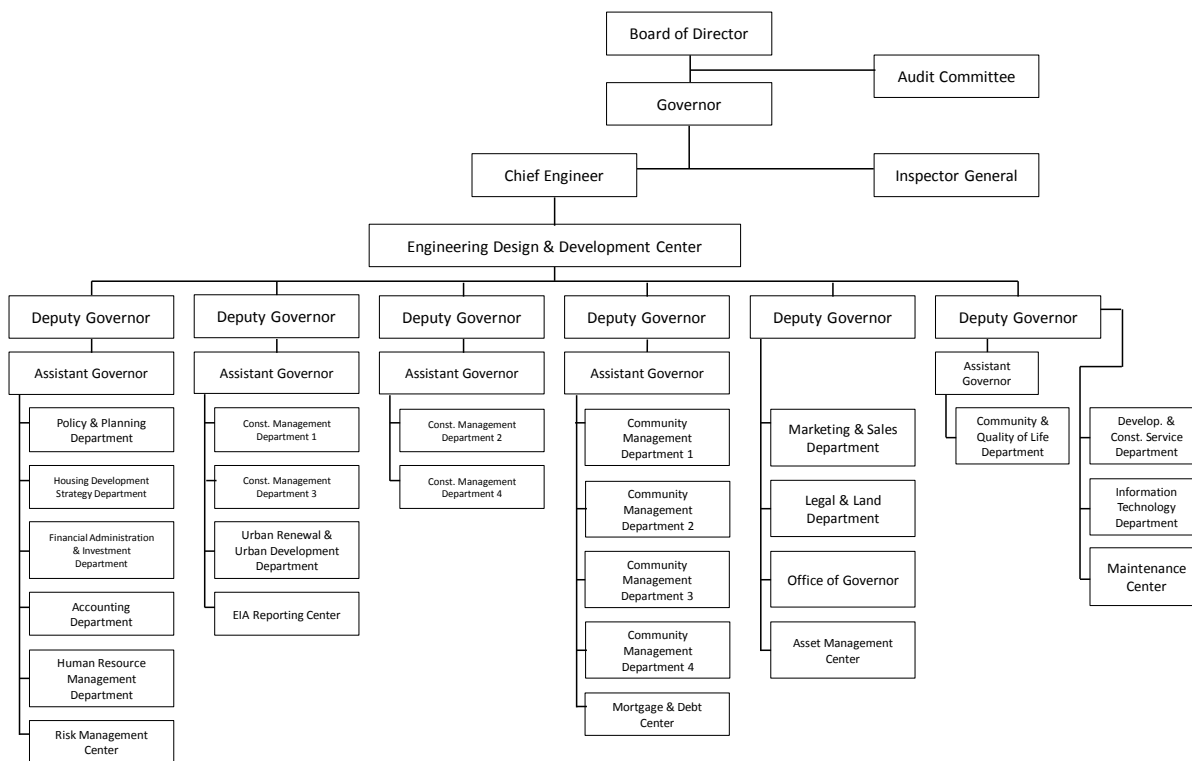 Board of Director
Audit Committee
Governor
Chief Engineer
Inspector General
Engineering Design & Development Center
Deputy Governor
Deputy Governor
Deputy Governor
Deputy Governor
Deputy Governor
Deputy Governor
Assistant Governor
Assistant Governor
Assistant Governor
Assistant Governor
Assistant
Governor
Policy & Planning
Department
Housing Development
Strategy Department
Financial Administration
& Investment
Department
Accounting
Department
Human Resource
Management
Department
Risk Management
Center
Const. Management
Department 1
Const. Management
Department 3
Urban Renewal &
Urban Development
Department
EIA Reporting Center
Const. Management
Department 2
Const. Management
Department 4
Community
Management
Department 1
Community
Management
Department 2
Community
Management
Department 3
Community
Management
Department 4
Mortgage & Debt
Center
Marketing & Sales
Department
Legal & Land
Department
Office of Governor
Asset Management
Center
Community &
Quality of Life
Department
Develop. &
Const. Service
Department
Information
Technology
Department
Maintenance
Center